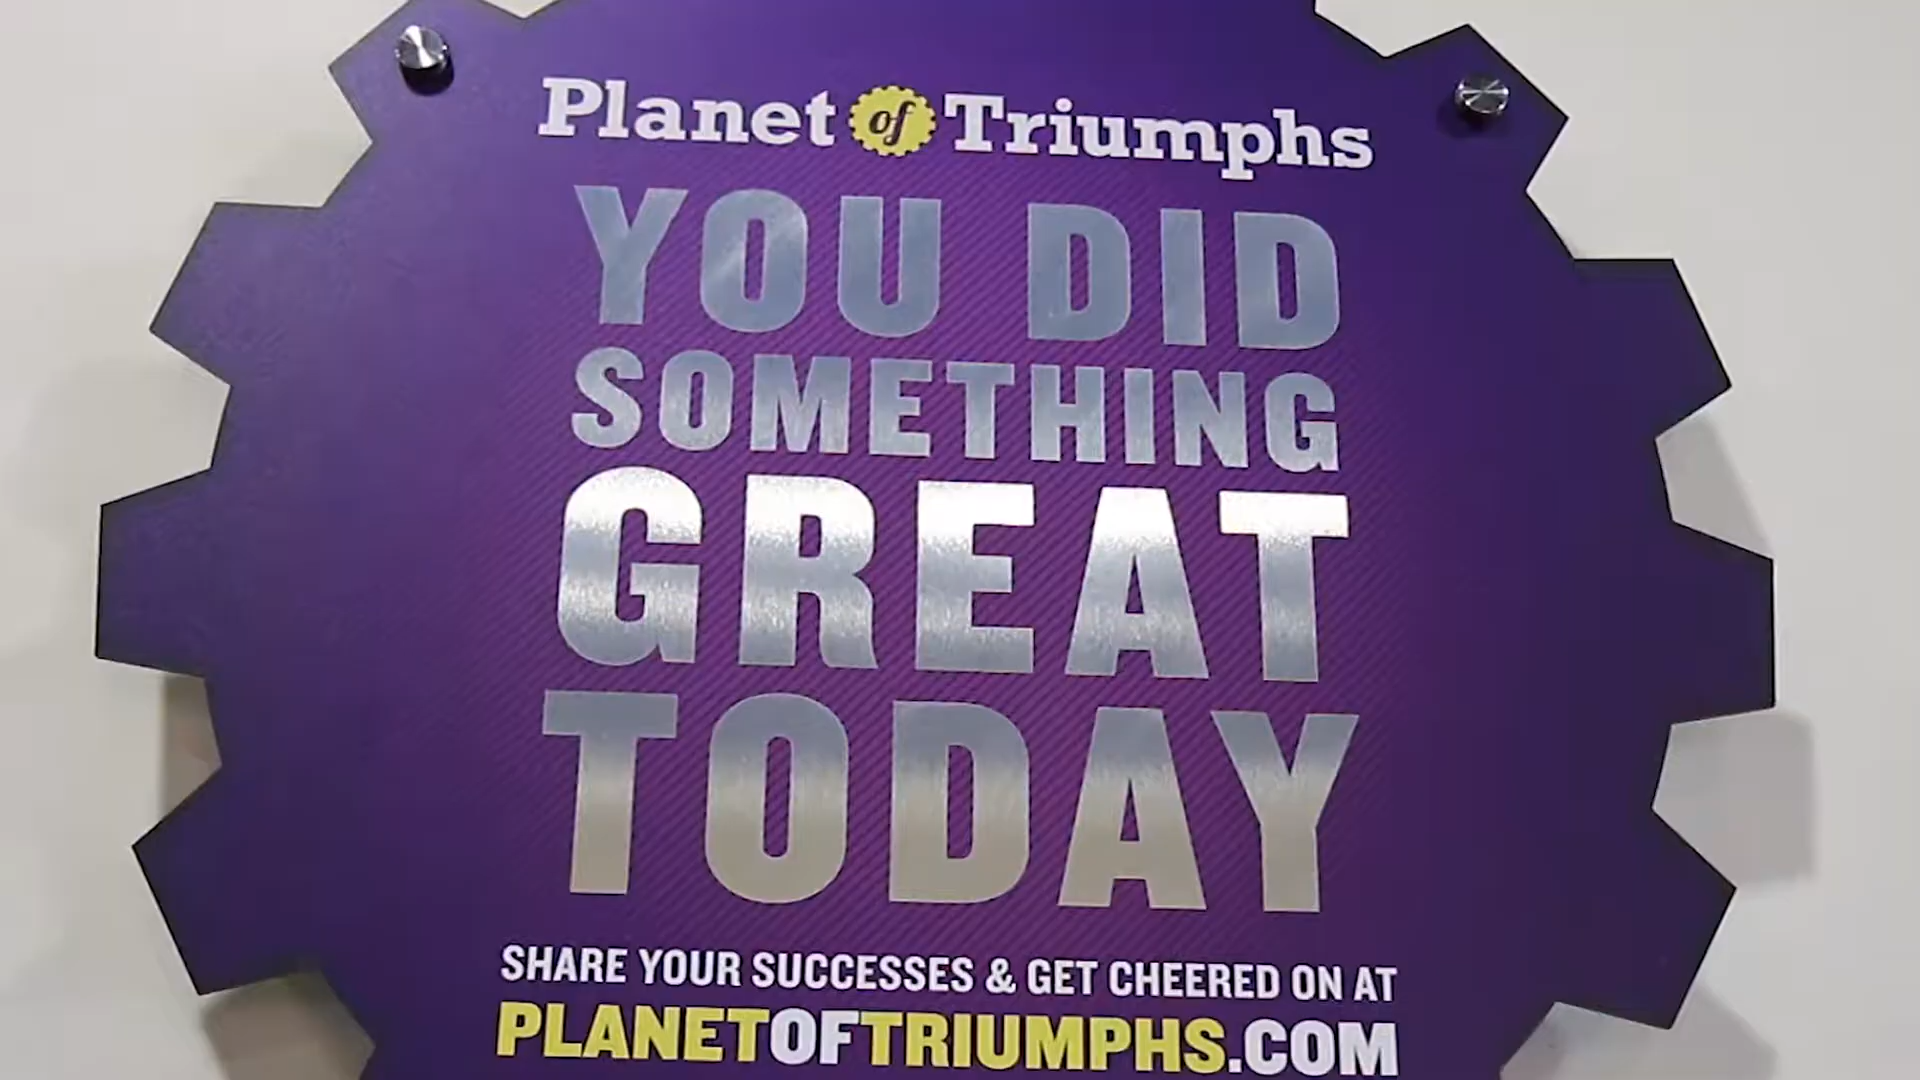 Planet of Triumphs
YOU DID
SOMETHING
GREAT
TODAY
SHARE YOUR SUCCESSES & GET CHEERED ON AT
PLANETOFTRIUMPHS.COM